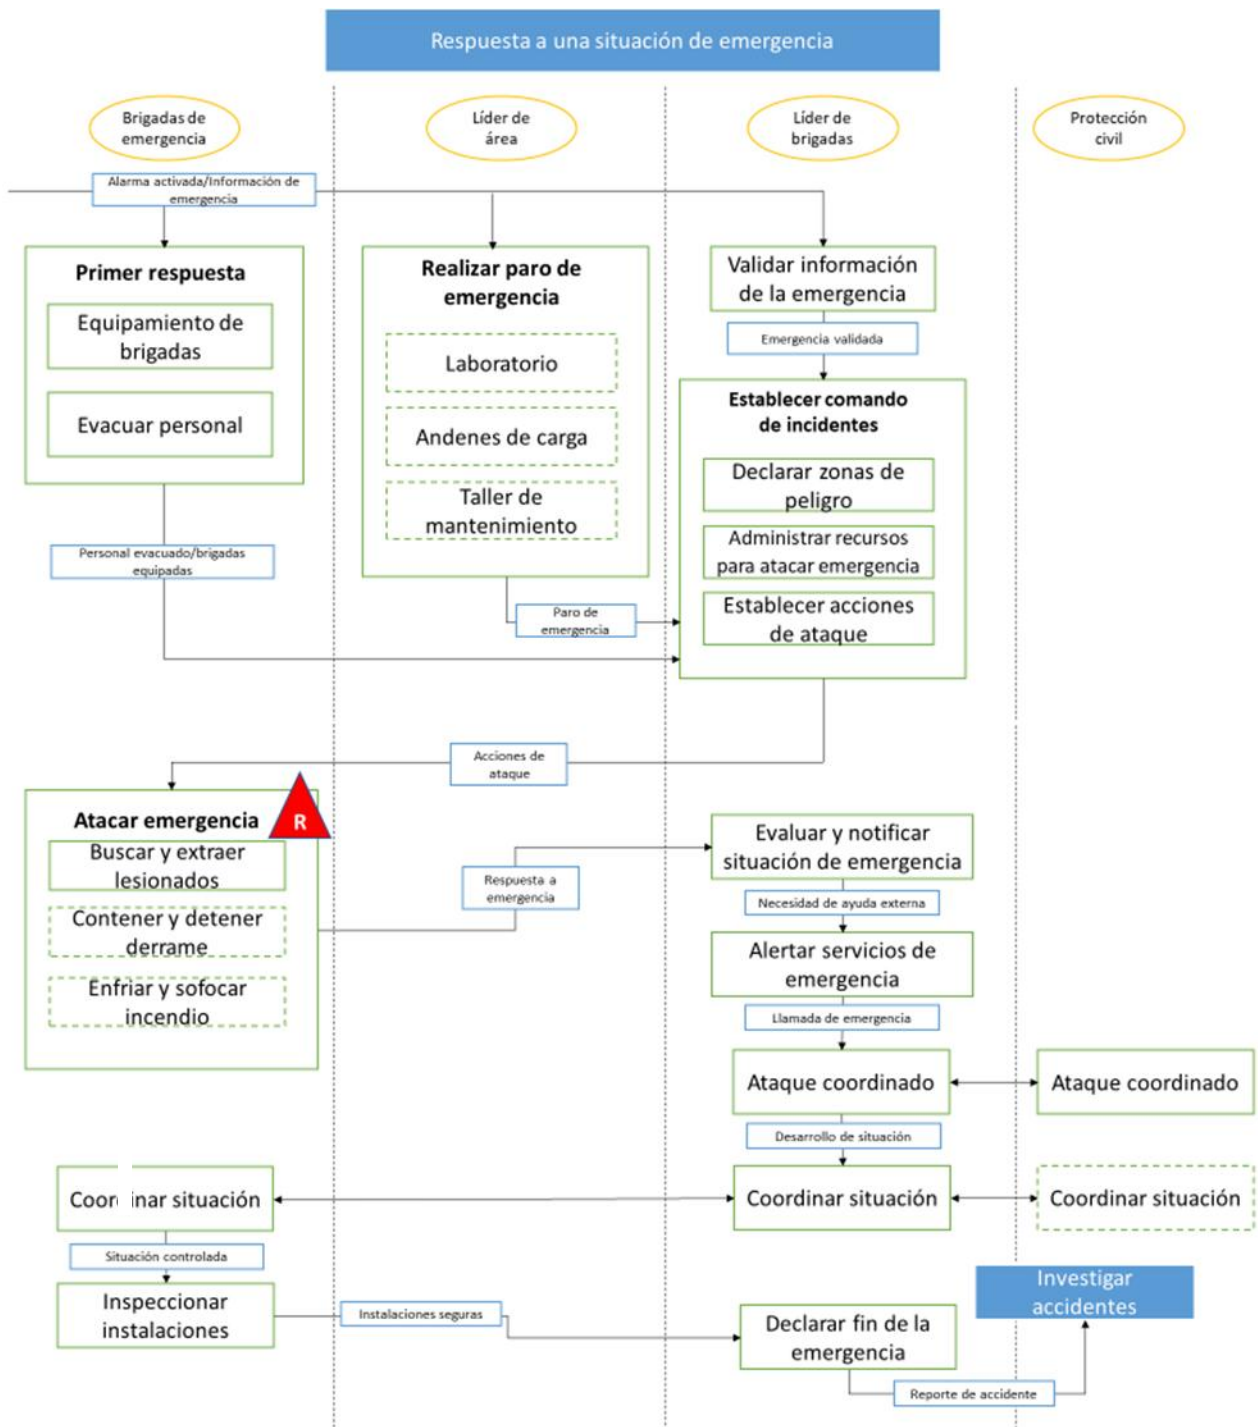 Respuesta a una situación de emergencia
Brigadas de
emergencia
Líder de
área
Líder de
brigadas
Protección
civil
Alarma activada/Información de
emergencia
Primer respuesta
Equipamiento de
brigadas
Evacuar personal
Realizar paro de
emergencia
Laboratorio
Andenes de carga
Taller de
mantenimiento
Validar información
de la emergencia
Emergencia validada
Establecer comando
de incidentes
Declarar zonas de
peligro
Administrar recursos
para atacar emergencia
Establecer acciones
de ataque
Personal evacuado/brigadas
equipadas
Paro de
emergencia
Acciones de
ataque
Atacar emergencia
R
Buscar y extraer
lesionados
Contener y detener
derrame
Enfriar y sofocar
incendio
Respuesta a
emergencia
Evaluar y notificar
situación de emergencia
Necesidad de ayuda externa
Alertar servicios de
emergencia
Llamada de emergencia
Ataque coordinado
Ataque coordinado
Desarrollo de situación
Coordinar situación
Coordinar situación
Coordinar situación
Situación controlada
Inspeccionar
instalaciones
Instalaciones seguras
Declarar fin de la
emergencia
Investigar
accidentes
Reporte de accidente